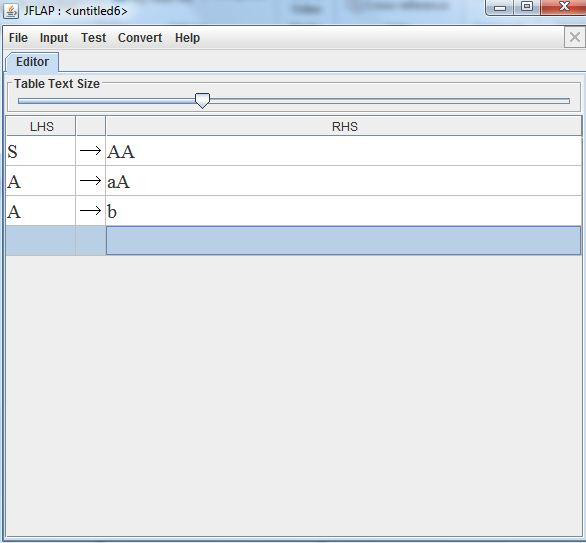 JFLAP : <untitled6>
File Input Test Convert Help
Editor
Table Text Size
LHS RHS
S → AA
A → aA
A → b